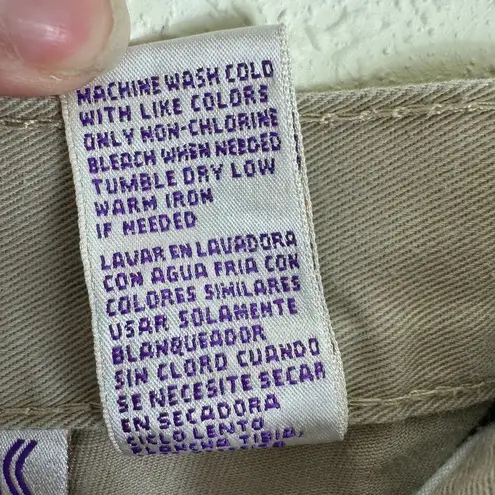 MACHINE WASH COLD
WITH LIKE COLORS
ONLY NON-CHLORINE
BLEACH WHEN NEEDED
TUMBLE DRY LOW
WARM IRON
IF NEEDED
LAVAR EN LAVADORA
CON AGUA FRIA CON
COLORES SIMILARES
USAR SOLAMENTE
BLANQUEADOR
SIN CLORO CUANDO
SE NECESITE SECAR
EN SECADORA
CICLO LENTO
PLANCHA TIBIA,